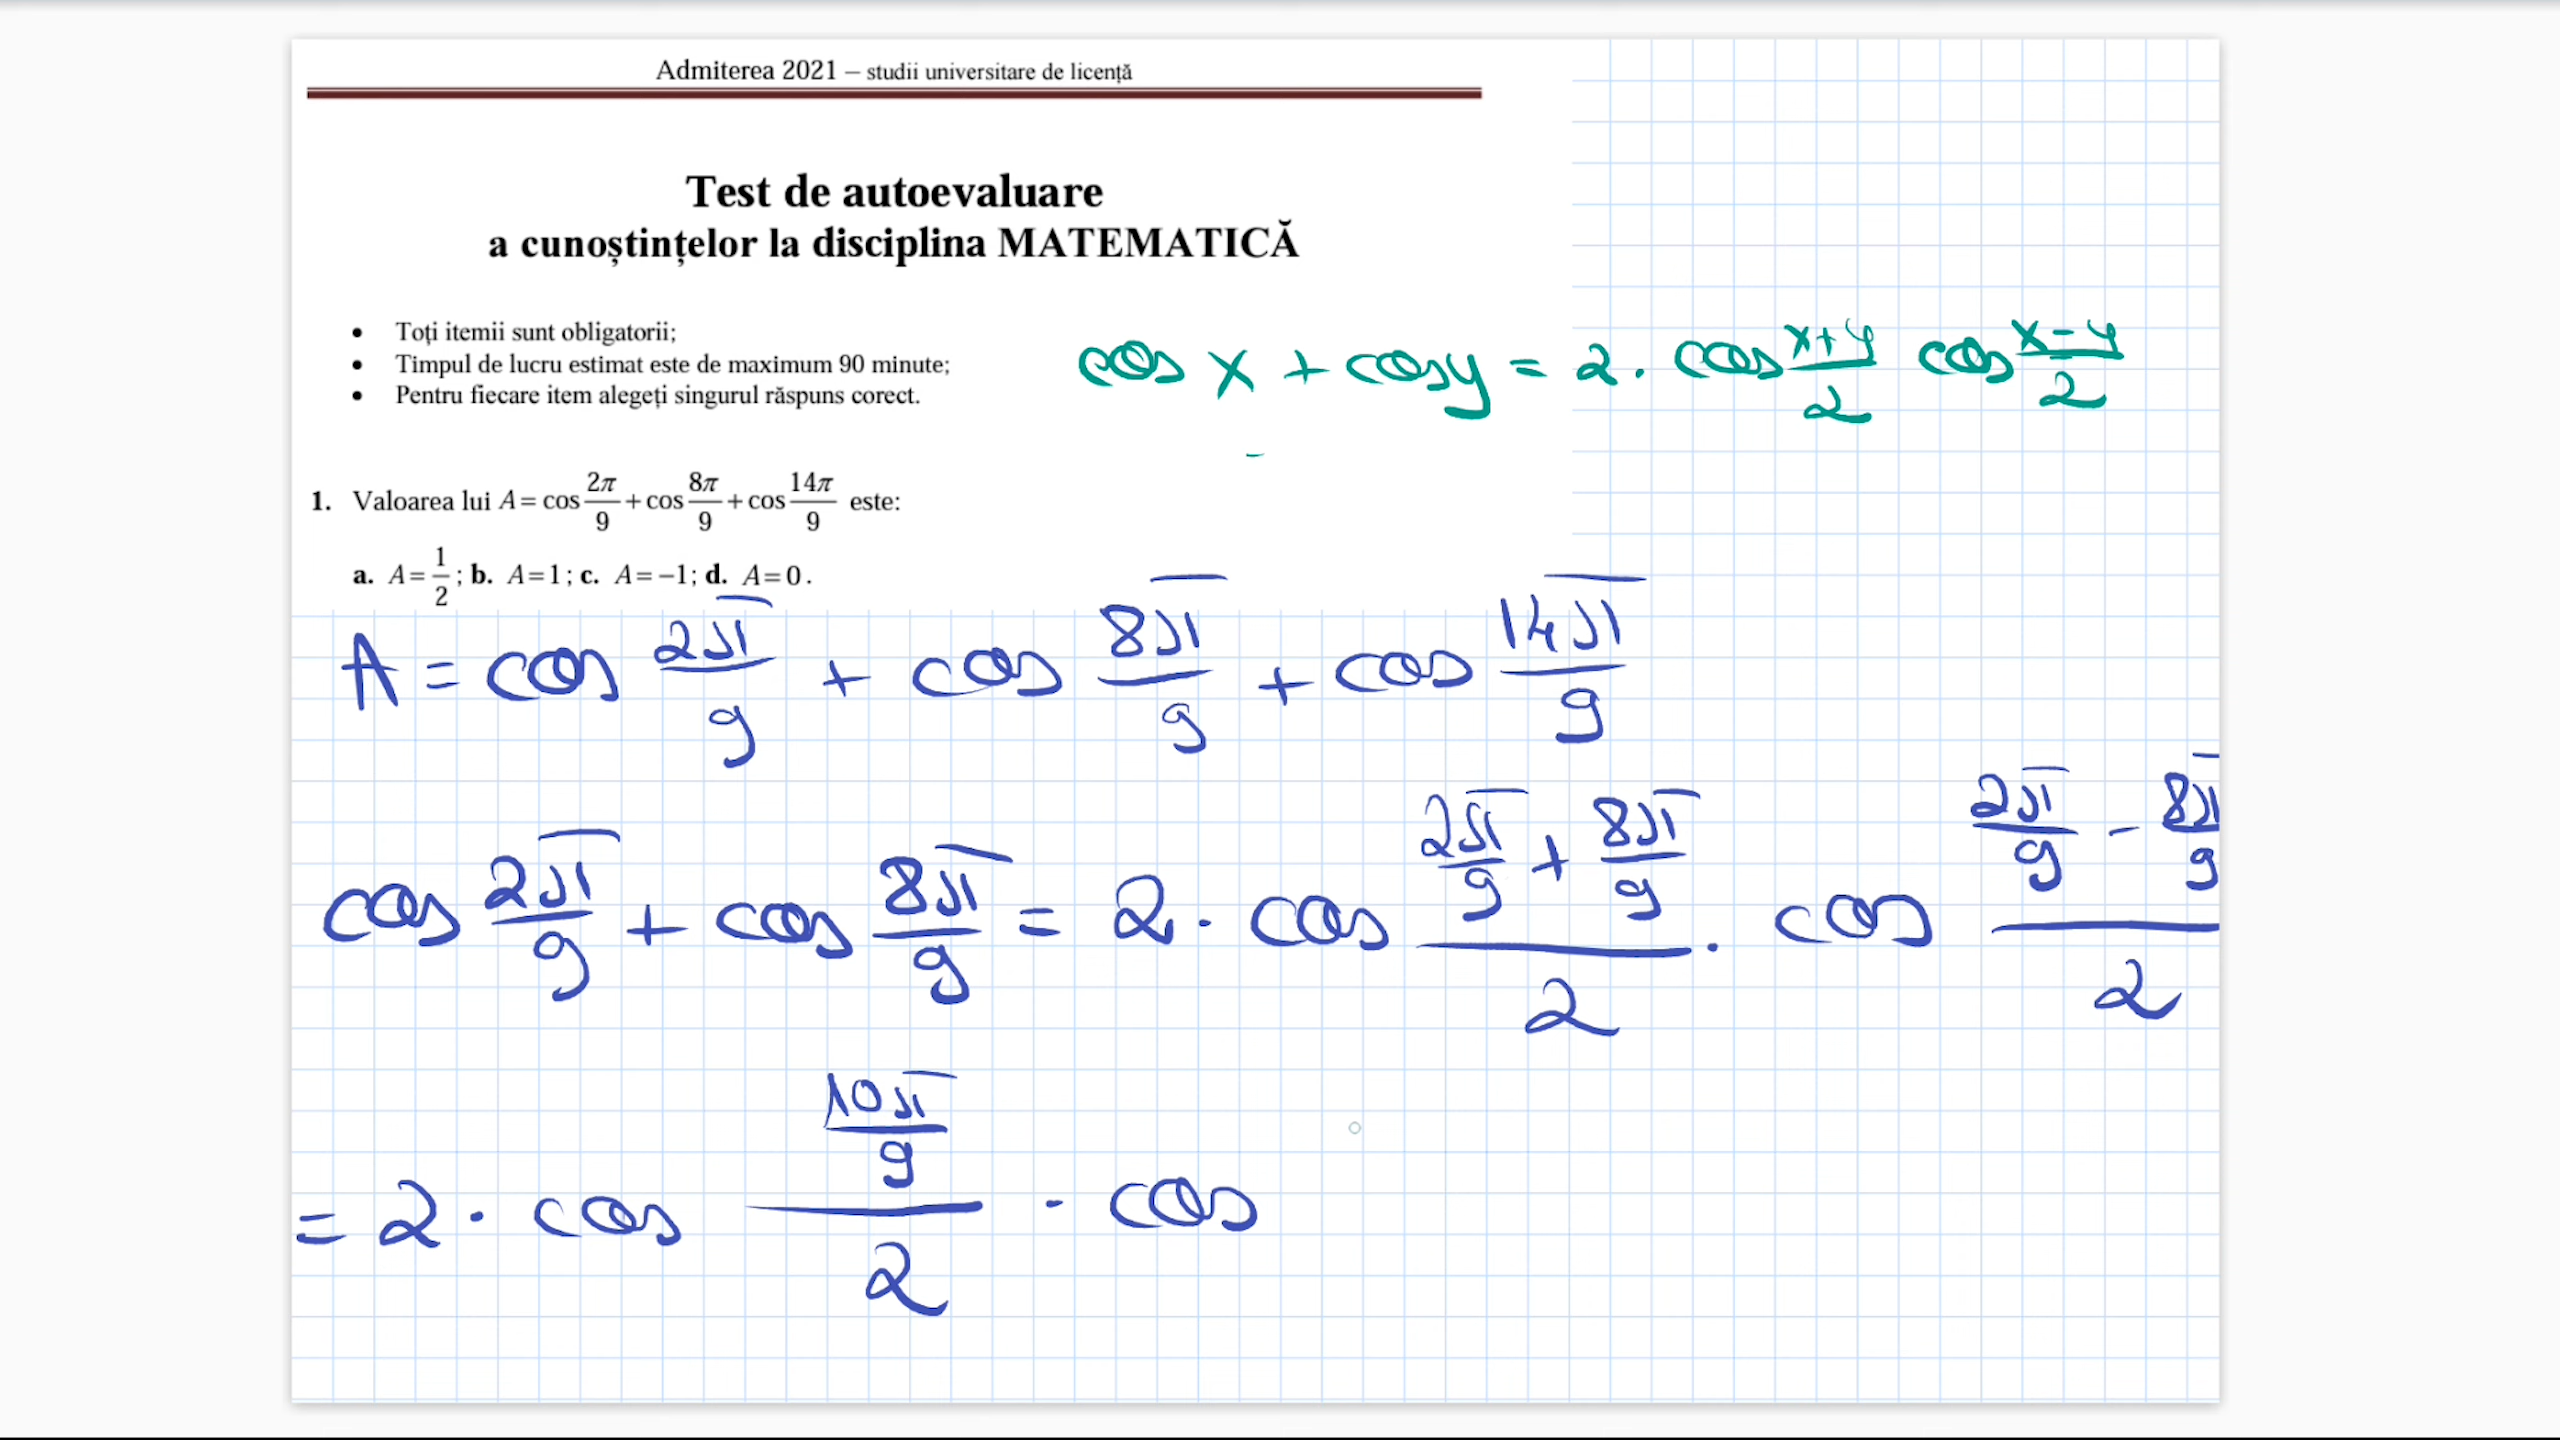 Admiterea 2021 – studii universitare de licență
Test de autoevaluare
a cunoștințelor la disciplina MATEMATICĂ
• Toți itemii sunt obligatorii;
• Timpul de lucru estimat este de maximum 90 minute;
• Pentru fiecare item alegeți singurul răspuns corect.
cos x + cos y = 2 · cos (x+y)/2 cos (x-y)/2
-
1. Valoarea lui A = cos 2π/9 + cos 8π/9 + cos 14π/9 este:
a. A = 1/2 ; b. A = 1 ; c. A = −1; d. A = 0 .
A = cos 2π/9 + cos 8π/9 + cos 14π/9
cos 2π/9 + cos 8π/9 = 2 · cos (2π/9 + 8π/9)/2 · cos (2π/9 - 8π/9)/2
= 2 · cos (10π/9)/2 · cos